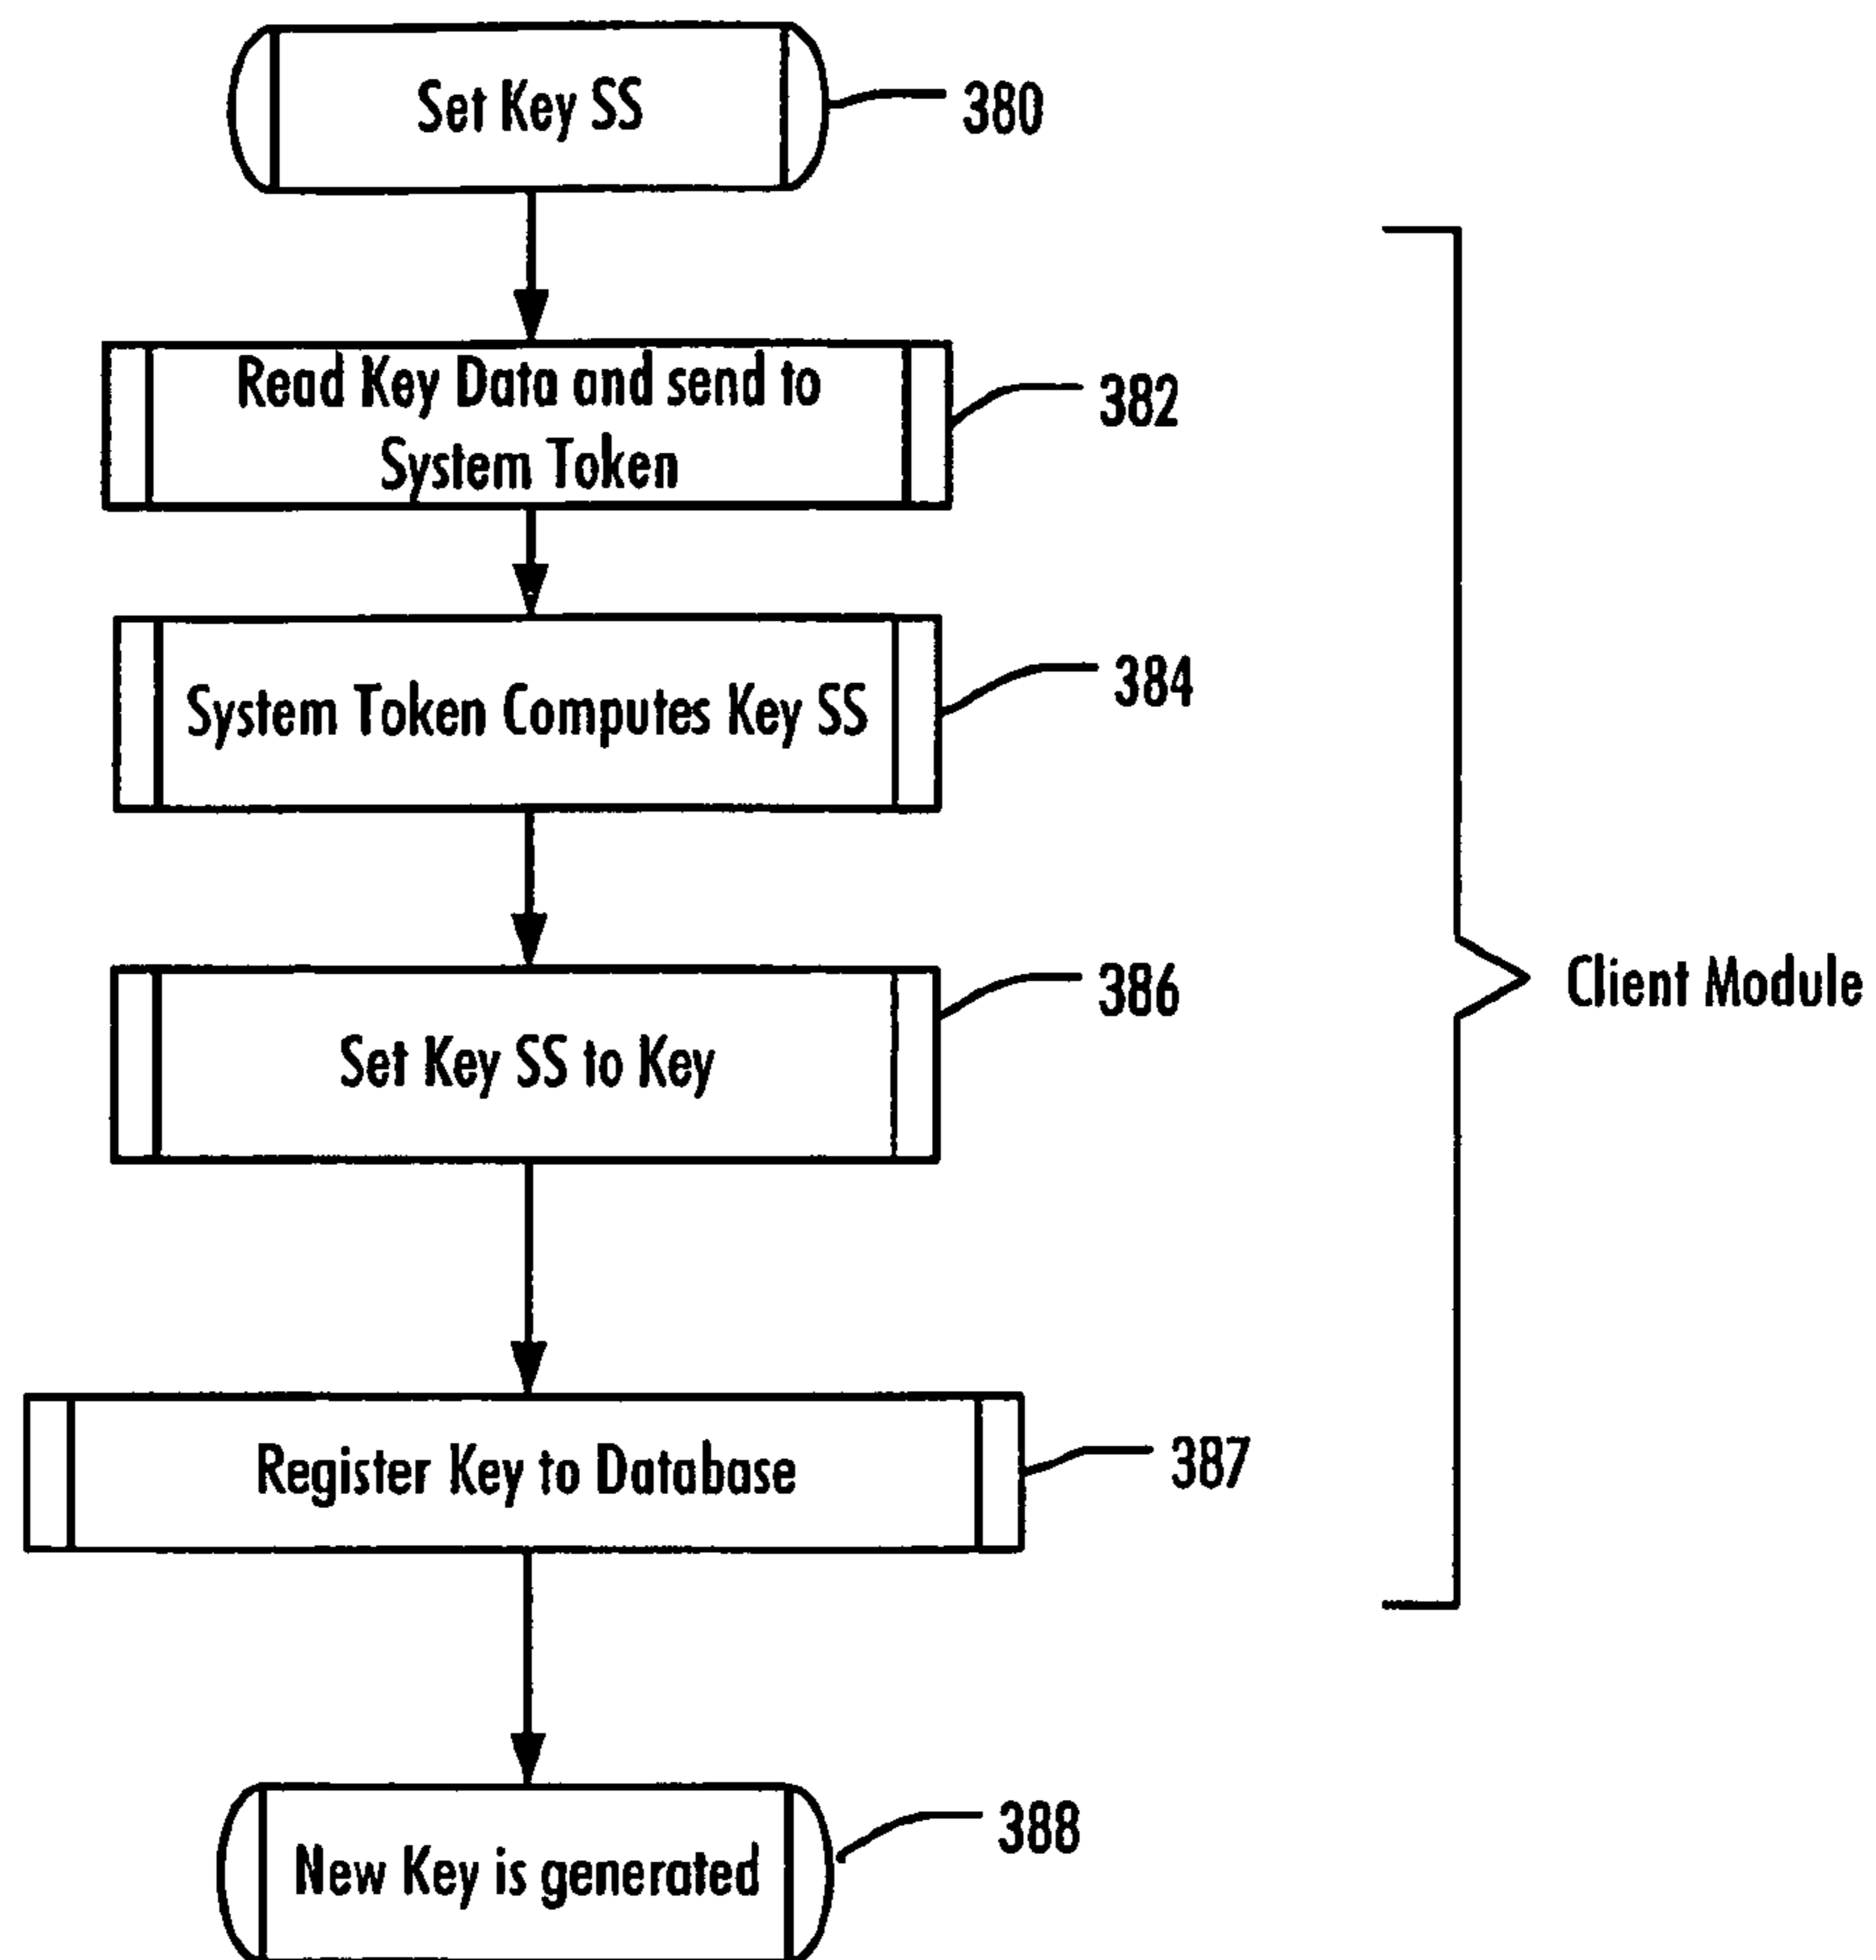 Set Key SS
380
Read Key Data and send to
System Token
382
System Token Computes Key SS
384
Set Key SS to Key
386
Client Module
Register Key to Database
387
New Key is generated
388